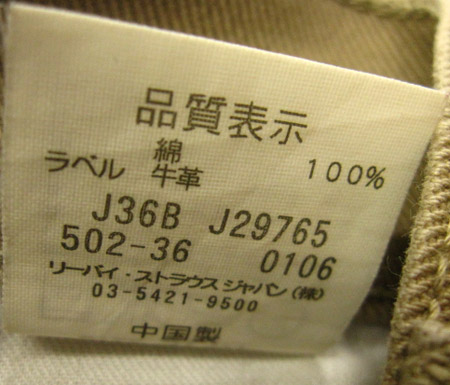 品質表示
綿 100%
ラベル 牛革
J36B J29765
502-36 0106
リーバイ・ストラウス ジャパン(株)
03-5421-9500
中国製